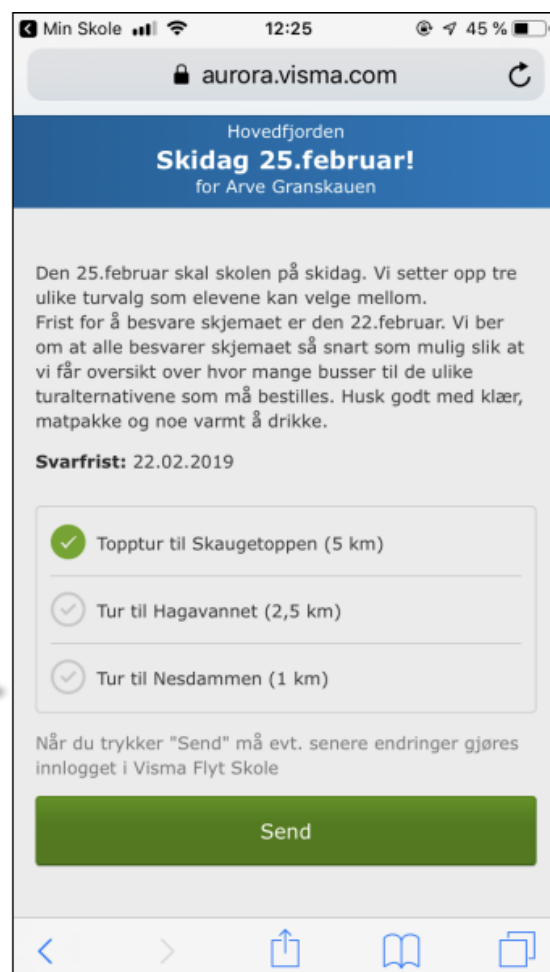 Min Skole 12:25 45 %
aurora.visma.com
Hovedfjorden
Skidag 25.februar!
for Arve Granskauen
Den 25.februar skal skolen på skidag. Vi setter opp tre
ulike turvalg som elevene kan velge mellom.
Frist for å besvare skjemaet er den 22.februar. Vi ber
om at alle besvarer skjemaet så snart som mulig slik at
vi får oversikt over hvor mange busser til de ulike
turalternativene som må bestilles. Husk godt med klær,
matpakke og noe varmt å drikke.
Svarfrist: 22.02.2019
Topptur til Skaugetoppen (5 km)
Tur til Hagavannet (2,5 km)
Tur til Nesdammen (1 km)
Når du trykker "Send" må evt. senere endringer gjøres
innlogget i Visma Flyt Skole
Send